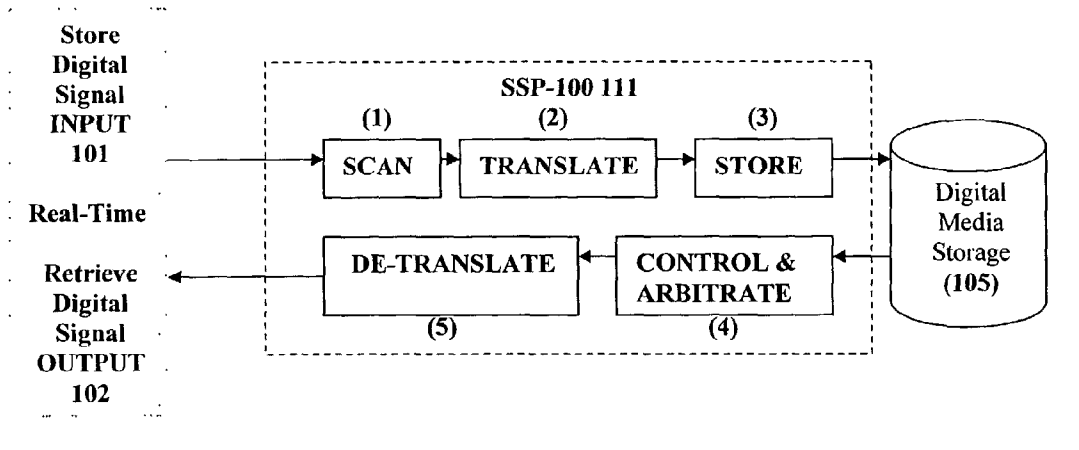 Store
Digital
Signal
INPUT
101
Real-Time
Retrieve
Digital
Signal
OUTPUT
102
SSP-100 111
(1)
(2)
(3)
SCAN
TRANSLATE
STORE
DE-TRANSLATE
CONTROL &
ARBITRATE
(5)
(4)
Digital
Media
Storage
(105)